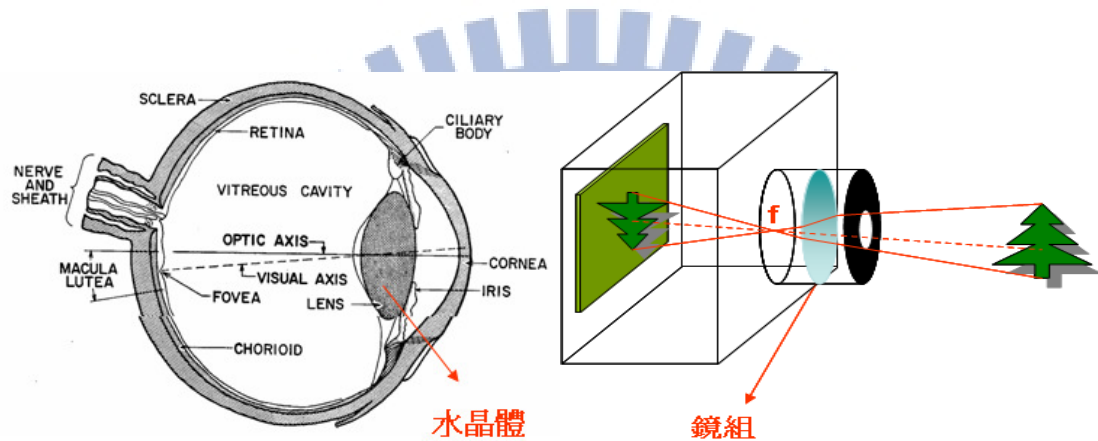 SCLERA
RETINA
CILIARY
BODY
NERVE
AND
SHEATH
VITREOUS CAVITY
OPTIC AXIS
VISUAL AXIS
MACULA
LUTEA
FOVEA
LENS
CORNEA
IRIS
CHORIOID
水晶體
f
鏡組